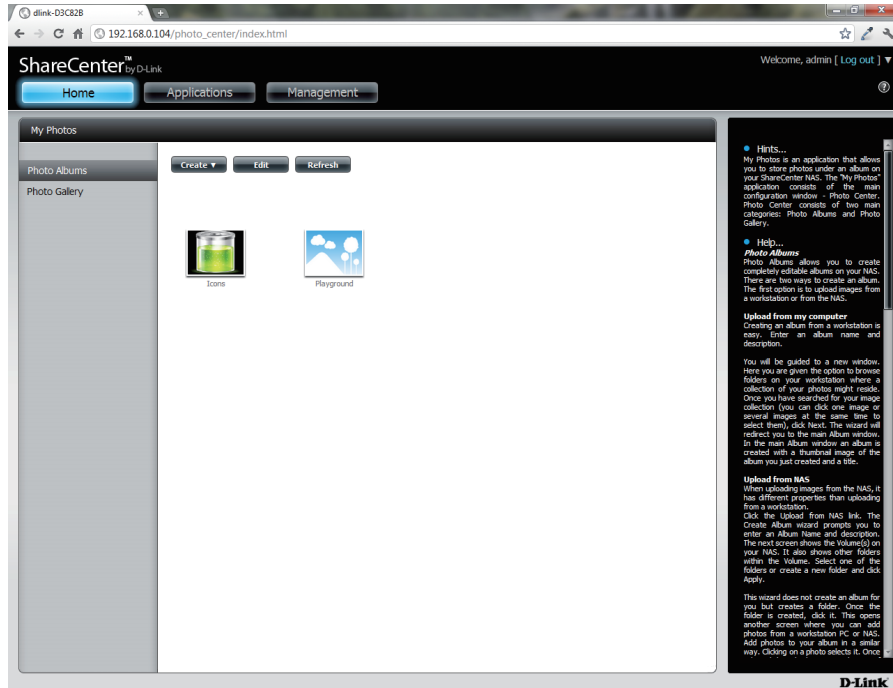 dlink-D3C82B
192.168.0.104/photo_center/index.html
ShareCenter™ by D-Link
Welcome, admin [ Log out ] ▼
Home Applications Management
My Photos
Photo Albums
Photo Gallery
Create ▼ Edit Refresh
Icons Playground
Hints...
My Photos is an application that allows
you to store photos under an album on
your ShareCenter NAS. The "My Photos"
application consists of the main
configuration window - Photo Center.
Photo Center consists of two main
categories: Photo Albums and Photo
Gallery.
Help...
Photo Albums
Photo Albums allows you to create
completely editable albums on your NAS.
There are two ways to create an album.
The first option is to upload images from
a workstation or from the NAS.
Upload from my computer
Creating an album from a workstation is
easy. Enter an album name and
description.
You will be guided to a new window.
Here you are given the option to browse
folders on your workstation where a
collection of your photos might reside.
Once you have searched for your image
collection (you can click one image or
several images at the same time to
select them), click Next. The wizard will
redirect you to the main Album window.
In the main Album window an album is
created with a thumbnail image of the
album you just created and a title.
Upload from NAS
When uploading images from the NAS, it
has different properties than uploading
from a workstation.
Click the Upload from NAS link. The
Create Album wizard prompts you to
enter an Album Name and description.
The next screen shows the Volume(s) on
your NAS. It also shows other folders
within the Volume. Select one of the
folders or create a new folder and click
Apply.
This wizard does not create an album for
you but creates a folder. Once the
folder is created, click it. This opens
another screen where you can add
photos from a workstation PC or NAS.
Add photos to your album in a similar
way. Clicking on a photo selects it. Once
D-Link